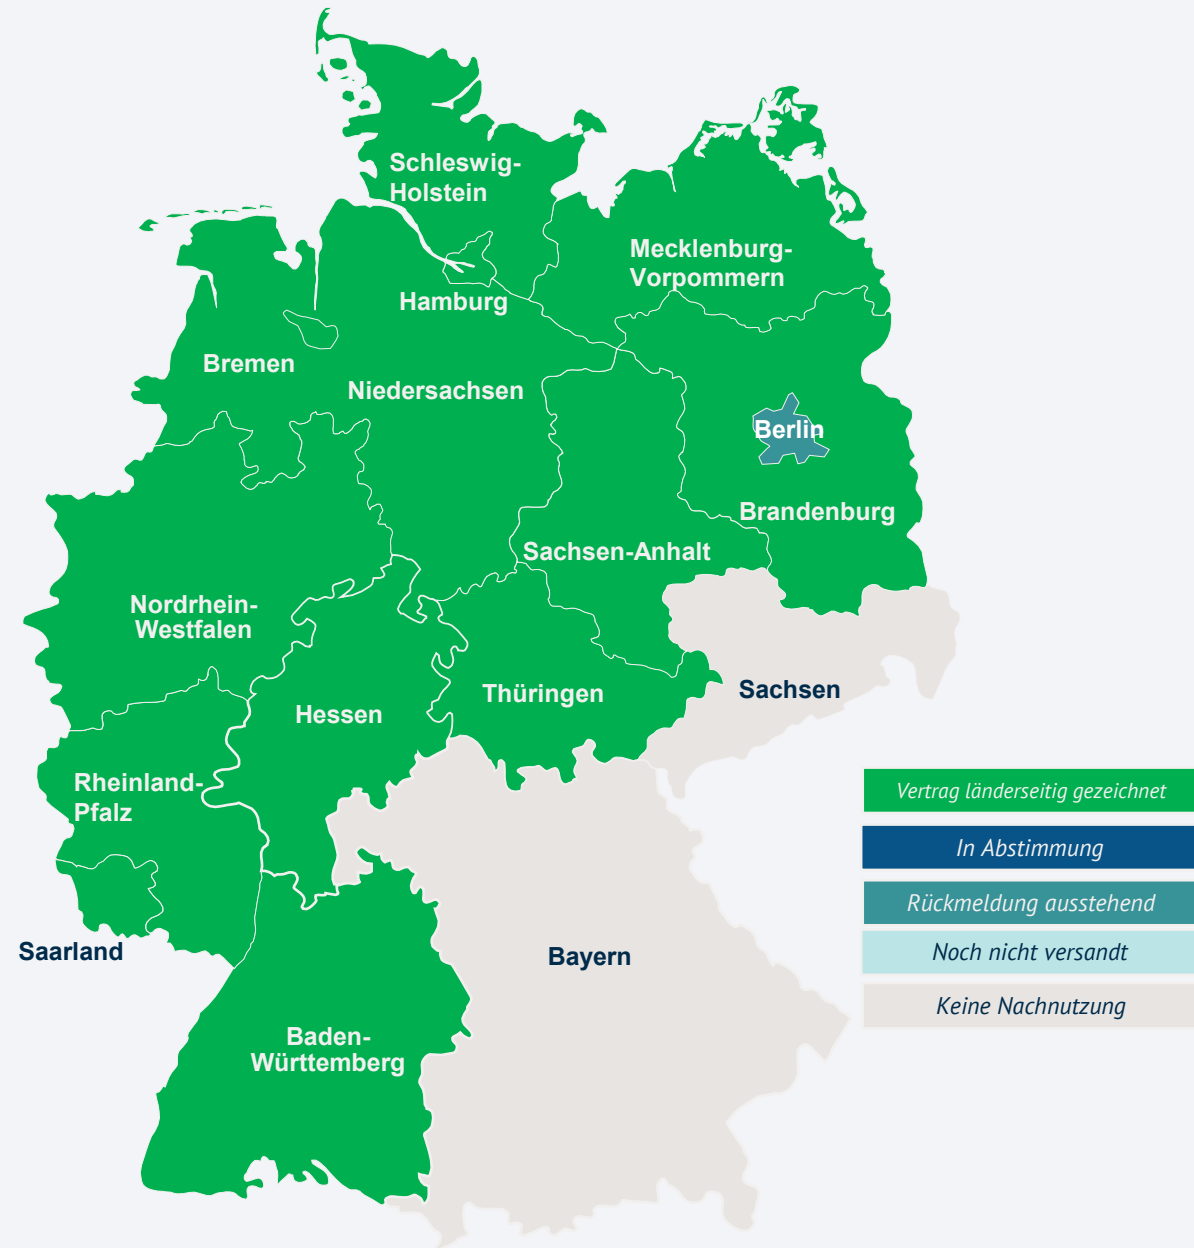 Schleswig-
Holstein
Mecklenburg-
Vorpommern
Hamburg
Bremen
Niedersachsen
Berlin
Brandenburg
Sachsen-Anhalt
Nordrhein-
Westfalen
Sachsen
Thüringen
Hessen
Rheinland-
Pfalz
Saarland
Bayern
Baden-
Württemberg
Vertrag länderseitig gezeichnet
In Abstimmung
Rückmeldung ausstehend
Noch nicht versandt
Keine Nachnutzung